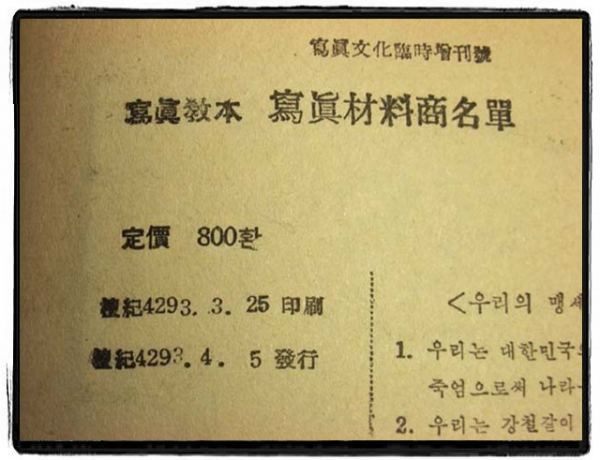 寫眞文化臨時增刊號
寫眞敎本 寫眞材料商名單
定價 800환
檀紀4293. 3. 25 印刷
檀紀4293. 4. 5 發行
<우리의 맹세
1. 우리는 대한민국의
죽엄으로써 나라
2. 우리는 강철같이